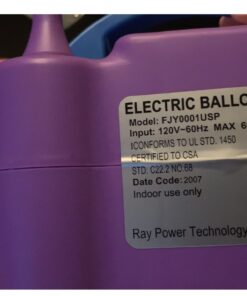 ELECTRIC BALLO
Model: FJY0001USP
Input: 120V~60Hz MAX 6
ICONFORMS TO UL STD. 1450
CERTIFIED TO CSA
STD. C22.2 NO.68
Date Code: 2007
Indoor use only
Ray Power Technology